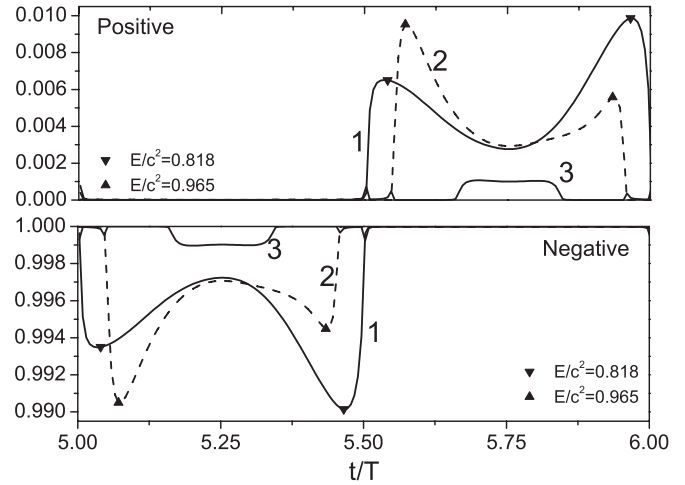 0.010
Positive
0.008
2
0.006
0.004
1
0.002
▼ E/c²=0.818
▲ E/c²=0.965
3
0.000
1.000
0.998
3
Negative
0.996
2
0.994
1
0.992
▼ E/c²=0.818
▲ E/c²=0.965
0.990
5.00 5.25 5.50 5.75 6.00
t/T